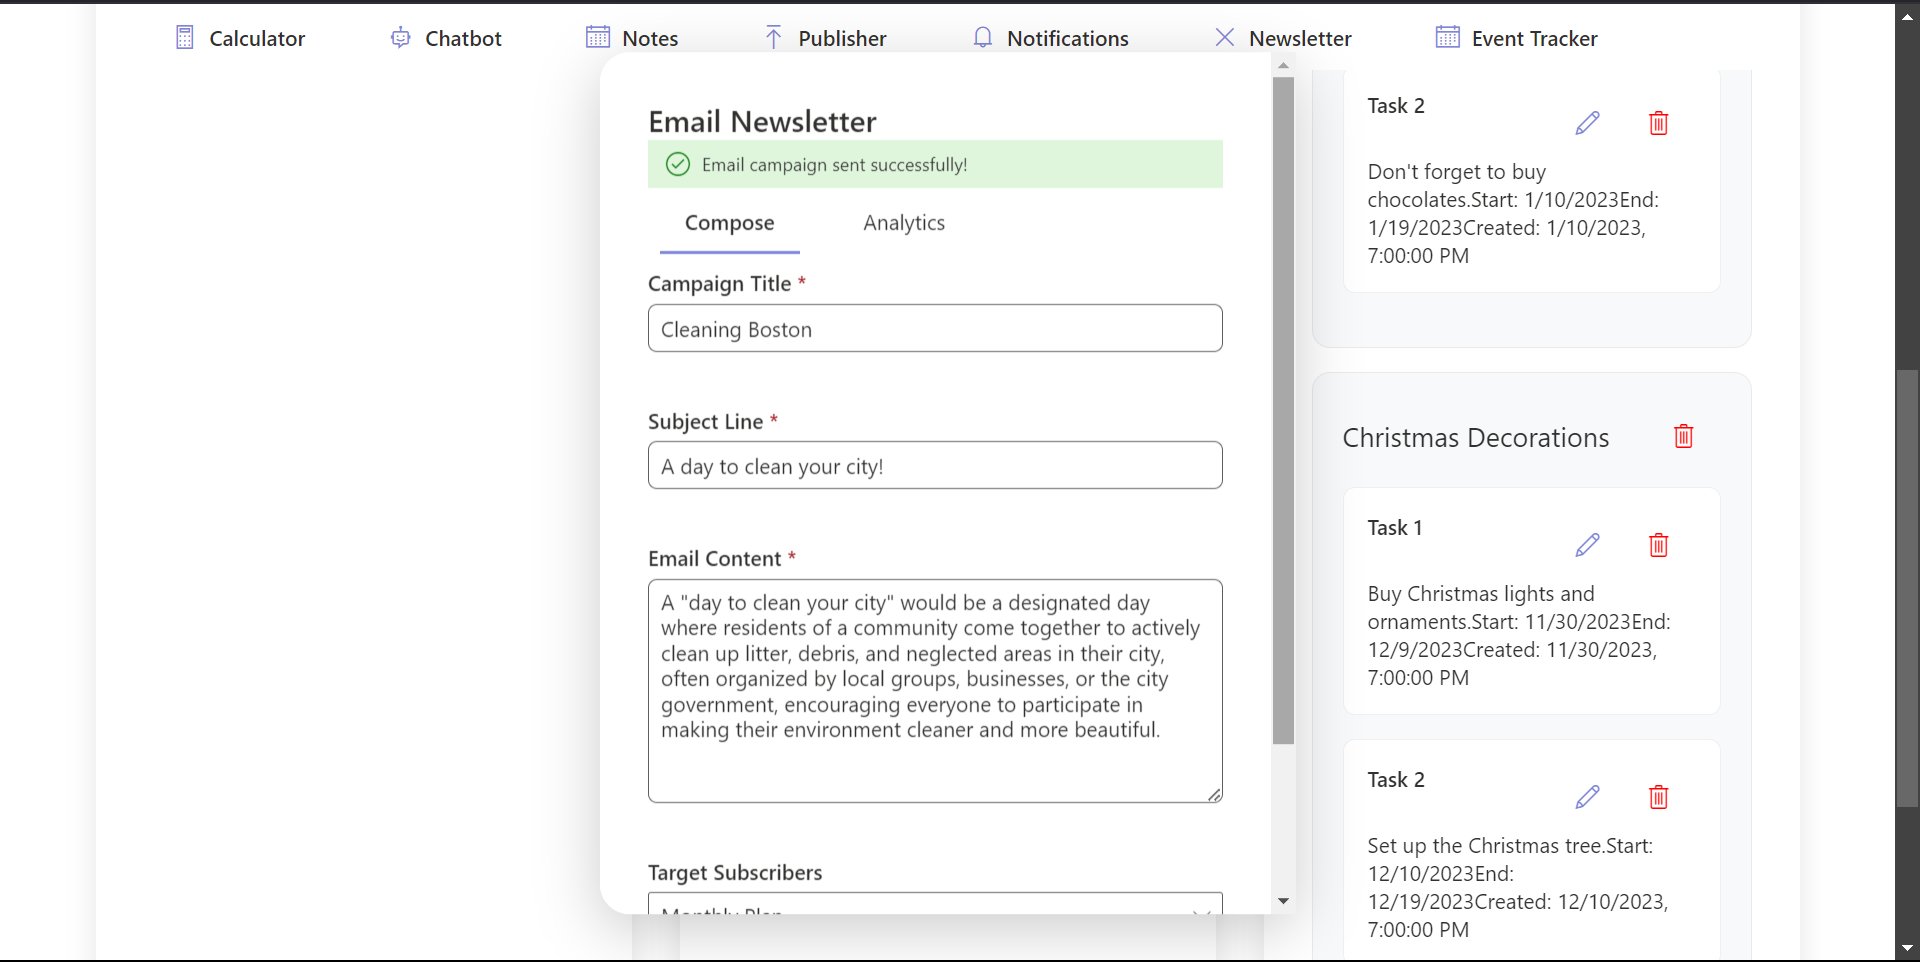 Calculator
Chatbot
Notes
Publisher
Notifications
Newsletter
Event Tracker
Email Newsletter
Email campaign sent successfully!
Compose
Analytics
Campaign Title *
Cleaning Boston
Subject Line *
A day to clean your city!
Email Content *
A "day to clean your city" would be a designated day
where residents of a community come together to actively
clean up litter, debris, and neglected areas in their city,
often organized by local groups, businesses, or the city
government, encouraging everyone to participate in
making their environment cleaner and more beautiful.
Target Subscribers
Monthly Plan
Task 2
Don't forget to buy
chocolates.Start: 1/10/2023End:
1/19/2023Created: 1/10/2023,
7:00:00 PM
Christmas Decorations
Task 1
Buy Christmas lights and
ornaments.Start: 11/30/2023End:
12/9/2023Created: 11/30/2023,
7:00:00 PM
Task 2
Set up the Christmas tree.Start:
12/10/2023End:
12/19/2023Created: 12/10/2023,
7:00:00 PM